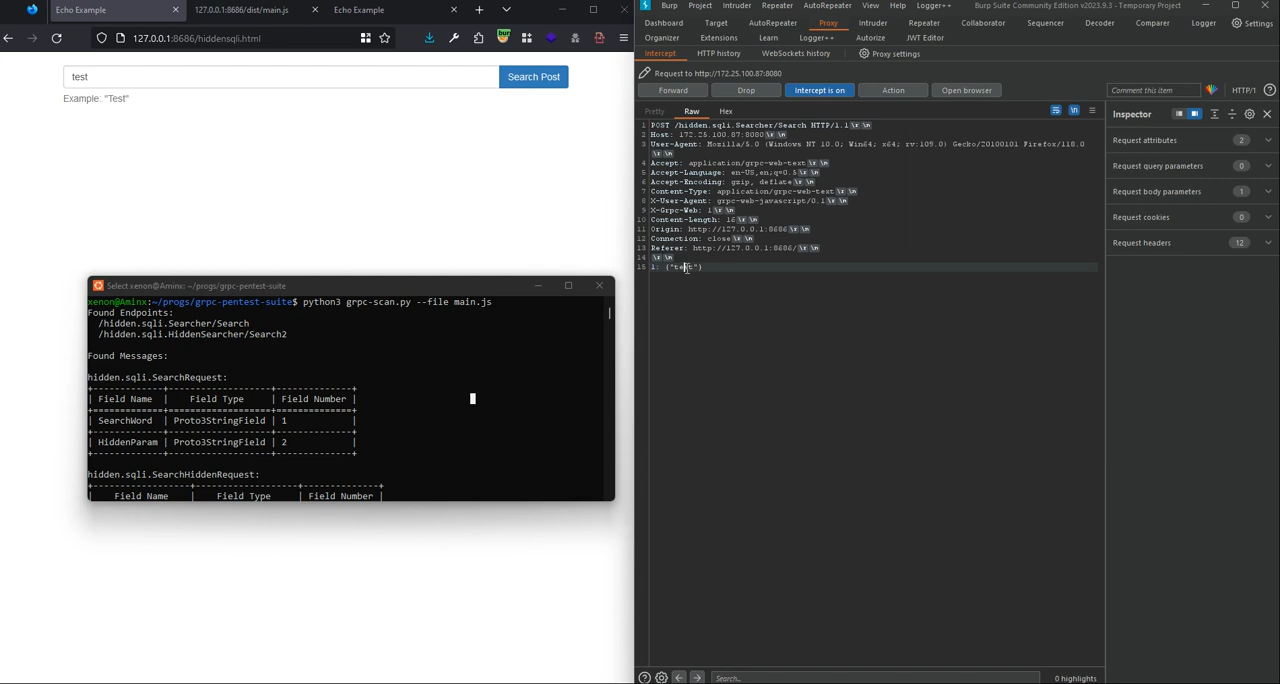 Echo Example
127.0.0.1:8686/dist/main.js
Echo Example
127.0.0.1:8686/hiddensqli.html
test
Search Post
Example: "Test"
Select xenon@Aminx: ~/progs/grpc-pentest-suite
xenon@Aminx:~/progs/grpc-pentest-suite$ python3 grpc-scan.py --file main.js
Found Endpoints:
/hidden.sqli.Searcher/Search
/hidden.sqli.HiddenSearcher/Search2
Found Messages:
hidden.sqli.SearchRequest:
| Field Name | Field Type | Field Number |
| SearchWord | Proto3StringField | 1 |
| HiddenParam | Proto3StringField | 2 |
hidden.sqli.SearchHiddenRequest:
| Field Name | Field Type | Field Number |
Burp Project Intruder Repeater AutoRepeater View Help Logger++ Burp Suite Community Edition v2023.9.3 - Temporary Project
Dashboard Target AutoRepeater Proxy Intruder Repeater Collaborator Sequencer Decoder Comparer Logger Settings
Organizer Extensions Learn Logger++ Autorize JWT Editor
Intercept HTTP history WebSockets history Proxy settings
Request to http://172.25.100.87:8080
Forward Drop Intercept is on Action Open browser Comment this item HTTP/1
Pretty Raw Hex
1 POST /hidden.sqli.Searcher/Search HTTP/1.1\r\n
2 Host: 172.25.100.87:8080\r\n
3 User-Agent: Mozilla/5.0 (Windows NT 10.0; Win64; x64; rv:109.0) Gecko/20100101 Firefox/118.0
\r\n
4 Accept: application/grpc-web-text\r\n
5 Accept-Language: en-US,en;q=0.5\r\n
6 Accept-Encoding: gzip, deflate\r\n
7 Content-Type: application/grpc-web-text\r\n
8 X-User-Agent: grpc-web-javascript/0.1\r\n
9 X-Grpc-Web: 1\r\n
10 Content-Length: 16\r\n
11 Origin: http://127.0.0.1:8686\r\n
12 Connection: close\r\n
13 Referer: http://127.0.0.1:8686/\r\n
14 \r\n
15 1: {"test"}
Inspector
Request attributes 2
Request query parameters 0
Request body parameters 1
Request cookies 0
Request headers 12
Search...
0 highlights